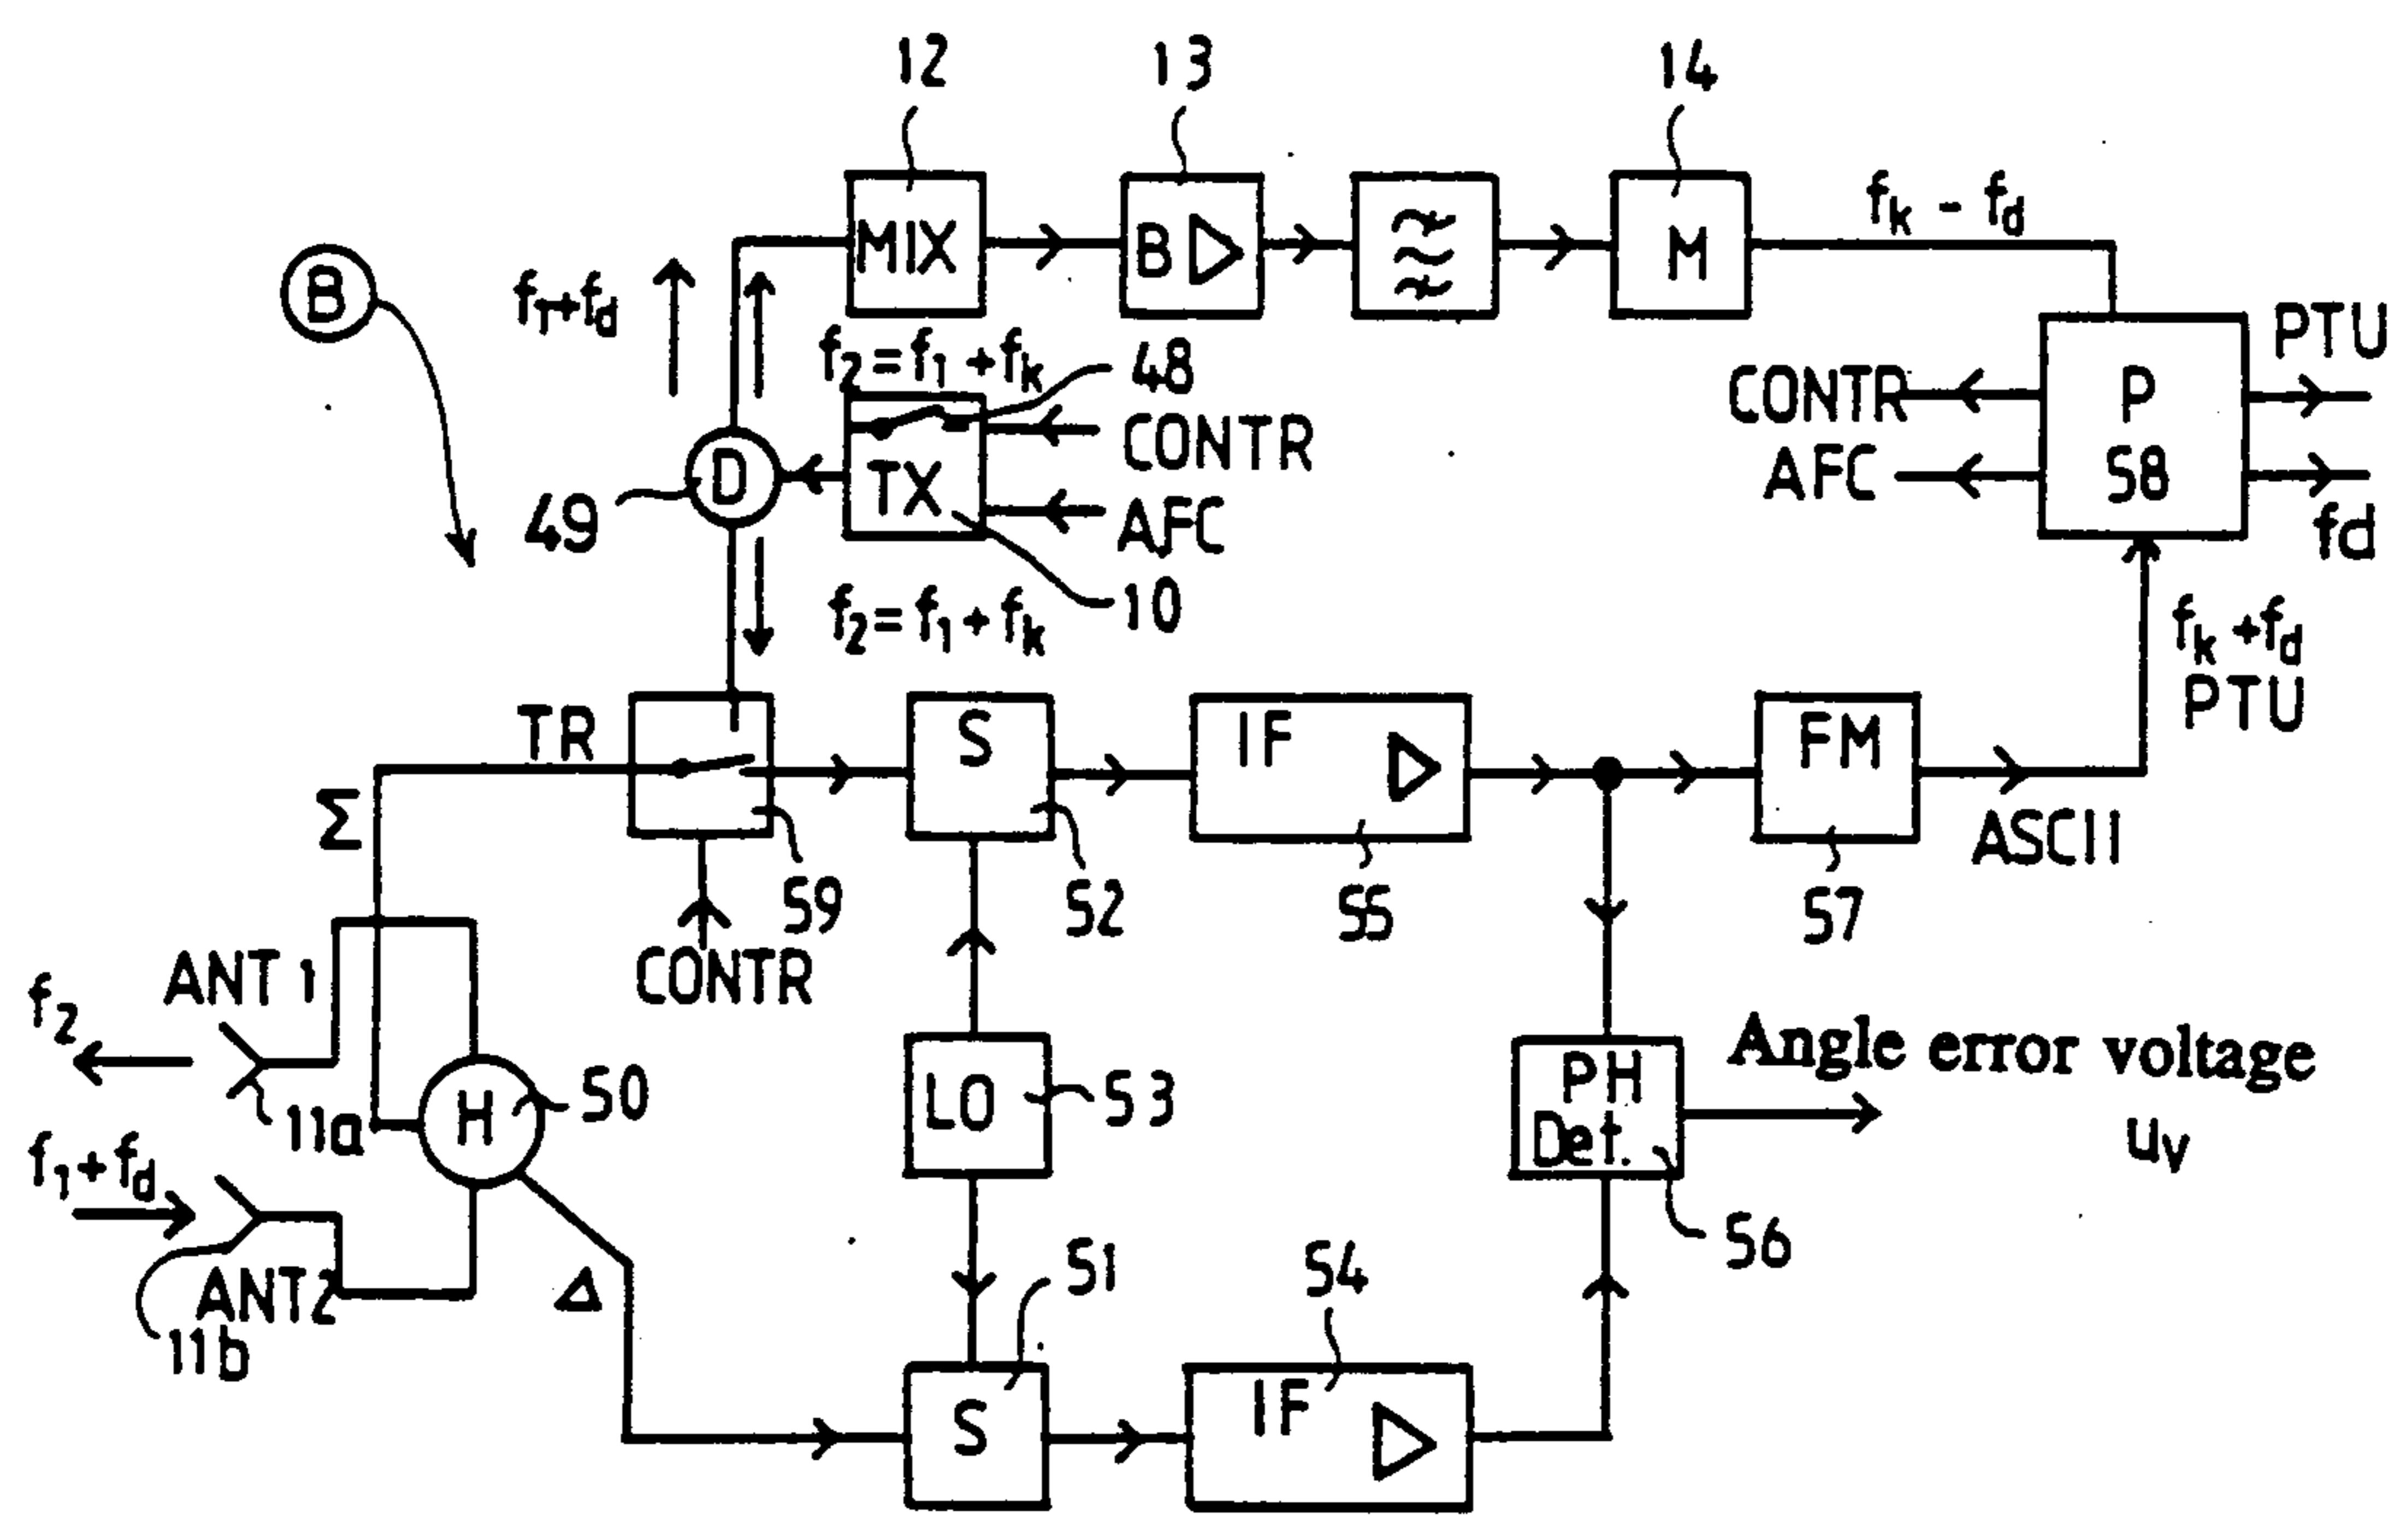 12
13
14
B
f1+fd
MIX
B
M
fk - fd
f2=f1+fk
48
CONTR
TX
AFC
D
49
f2=f1+fk
10
PTU
CONTR
AFC
P
58
fd
fk+fd
PTU
TR
Σ
S
IF
FM
ASCII
59
52
55
57
CONTR
ANT 1
f2
11a
H
50
LO
53
PH
Det.
Angle error voltage
uv
56
f1+fd
ANT2
11b
Δ
51
54
S
IF